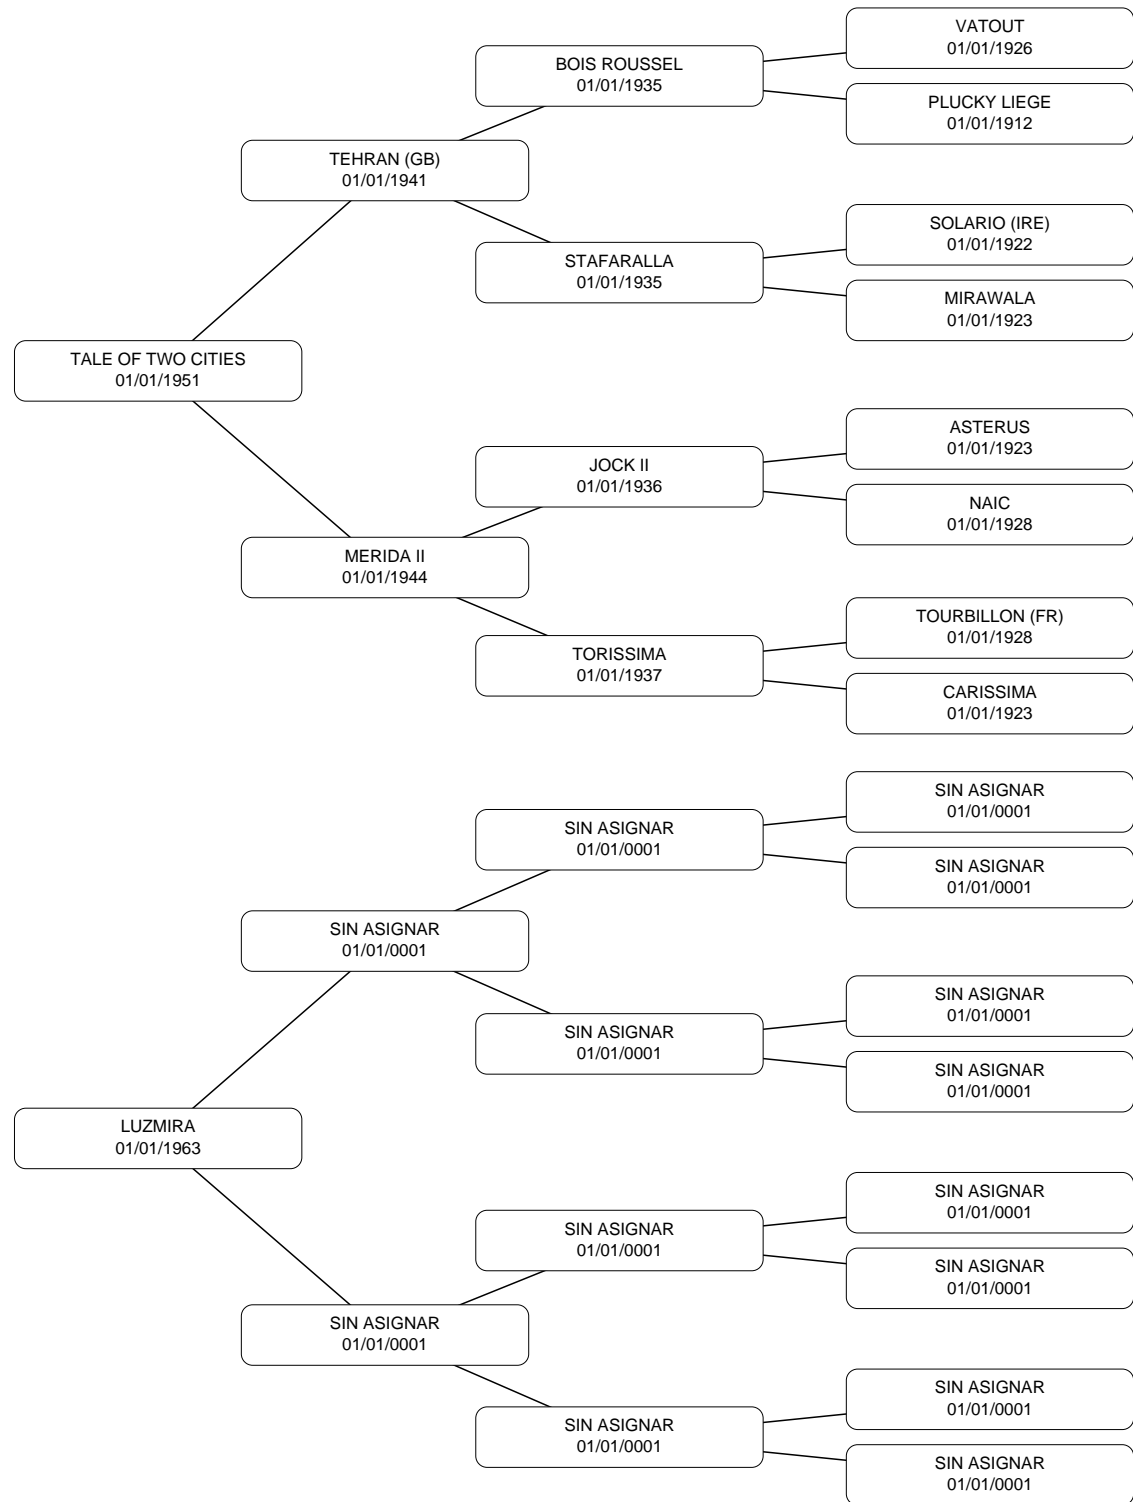 VATOUT
01/01/1926
BOIS ROUSSEL
01/01/1935
PLUCKY LIEGE
01/01/1912
TEHRAN (GB)
01/01/1941
SOLARIO (IRE)
01/01/1922
STAFARALLA
01/01/1935
MIRAWALA
01/01/1923
TALE OF TWO CITIES
01/01/1951
ASTERUS
01/01/1923
JOCK II
01/01/1936
NAIC
01/01/1928
MERIDA II
01/01/1944
TOURBILLON (FR)
01/01/1928
TORISSIMA
01/01/1937
CARISSIMA
01/01/1923
SIN ASIGNAR
01/01/0001
SIN ASIGNAR
01/01/0001
SIN ASIGNAR
01/01/0001
SIN ASIGNAR
01/01/0001
SIN ASIGNAR
01/01/0001
SIN ASIGNAR
01/01/0001
SIN ASIGNAR
01/01/0001
LUZMIRA
01/01/1963
SIN ASIGNAR
01/01/0001
SIN ASIGNAR
01/01/0001
SIN ASIGNAR
01/01/0001
SIN ASIGNAR
01/01/0001
SIN ASIGNAR
01/01/0001
SIN ASIGNAR
01/01/0001
SIN ASIGNAR
01/01/0001